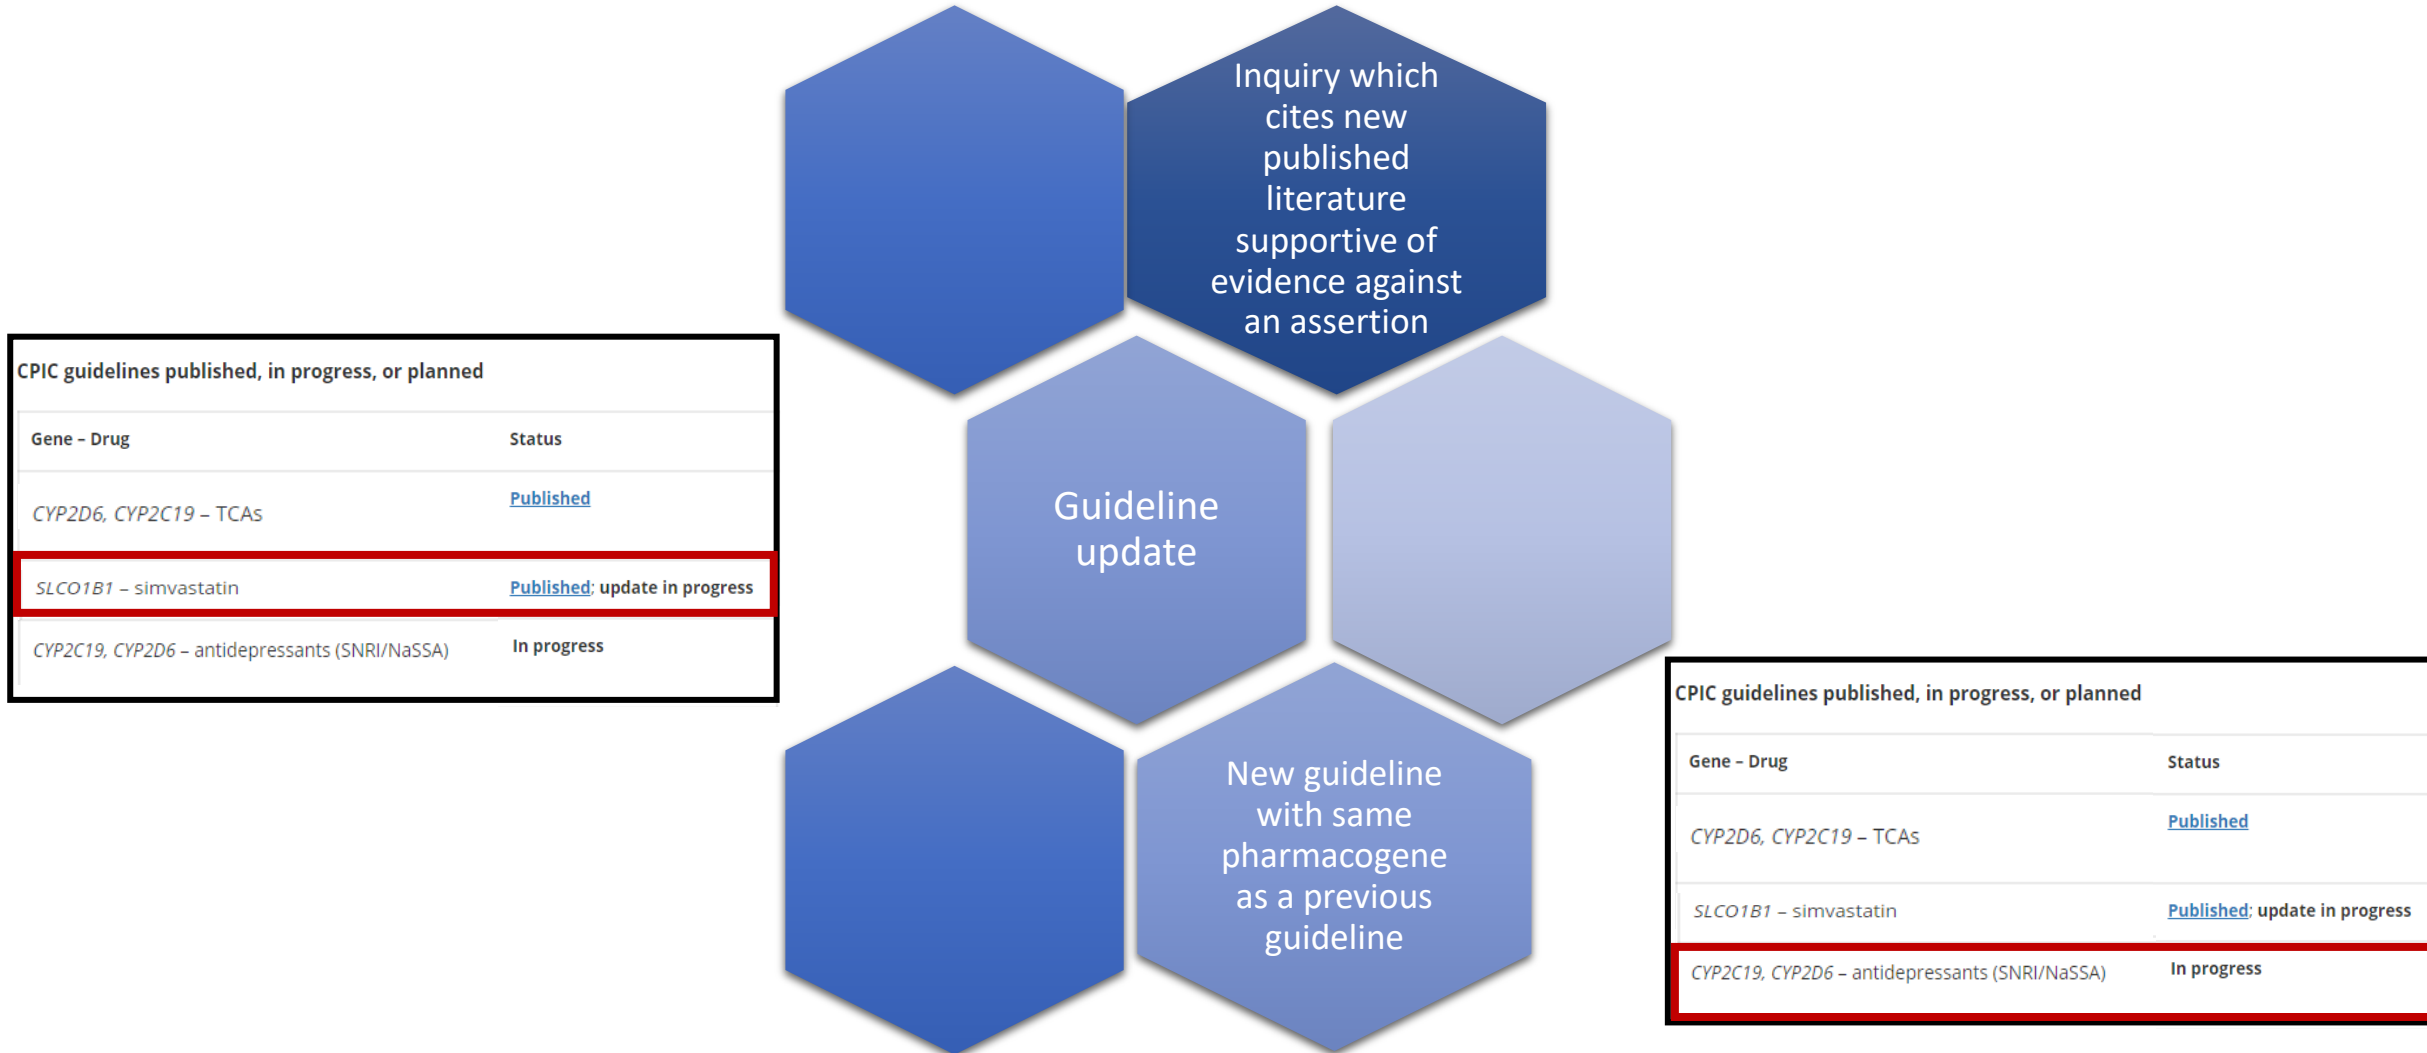 Inquiry which
cites new
published
literature
supportive of
evidence against
an assertion
CPIC guidelines published, in progress, or planned
Gene – Drug Status
CYP2D6, CYP2C19 – TCAs Published
SLCO1B1 – simvastatin Published; update in progress
CYP2C19, CYP2D6 – antidepressants (SNRI/NaSSA) In progress
Guideline
update
New guideline
with same
pharmacogene
as a previous
guideline
CPIC guidelines published, in progress, or planned
Gene – Drug Status
CYP2D6, CYP2C19 – TCAs Published
SLCO1B1 – simvastatin Published; update in progress
CYP2C19, CYP2D6 – antidepressants (SNRI/NaSSA) In progress